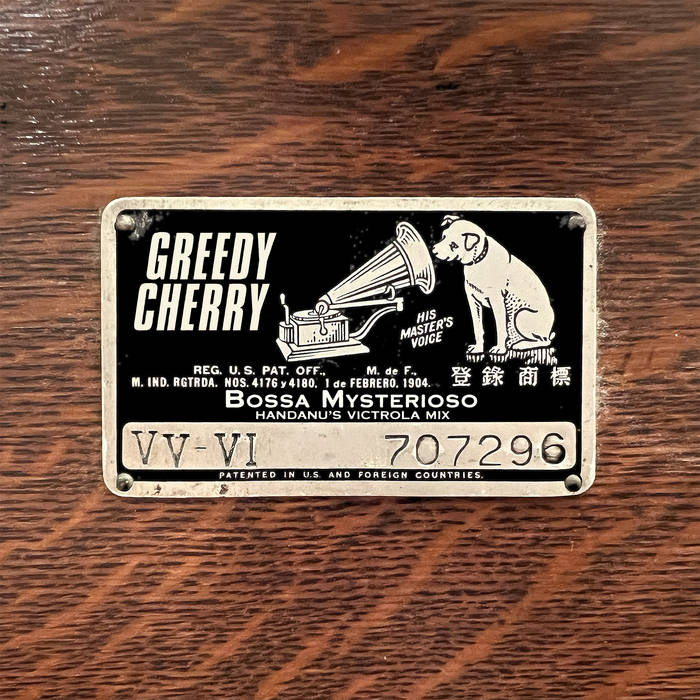 GREEDY
CHERRY
HIS
MASTER'S
VOICE
REG. U.S. PAT. OFF., M. de F.,
M. IND. RGTRDA. NOS. 4176 y 4180. 1 de FEBRERO, 1904.
登錄商標
BOSSA MYSTERIOSO
HANDANU'S VICTROLA MIX
VV-VI 707296
PATENTED IN U.S. AND FOREIGN COUNTRIES.